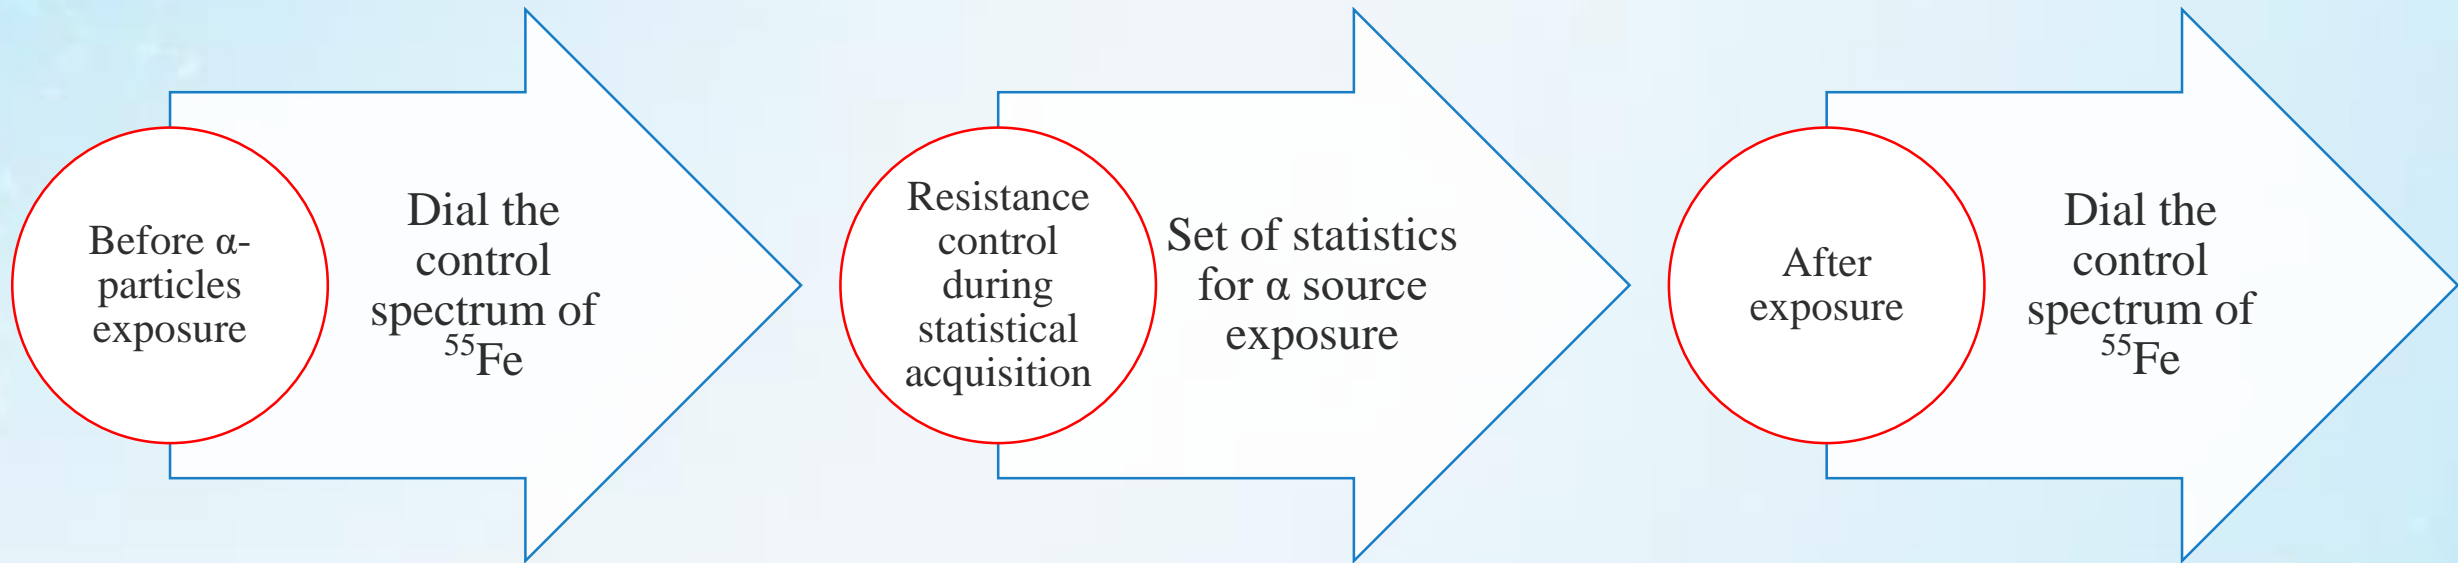 Before α-
particles
exposure
Dial the
control
spectrum of
⁵⁵Fe
Resistance
control
during
statistical
acquisition
Set of statistics
for α source
exposure
After
exposure
Dial the
control
spectrum of
⁵⁵Fe